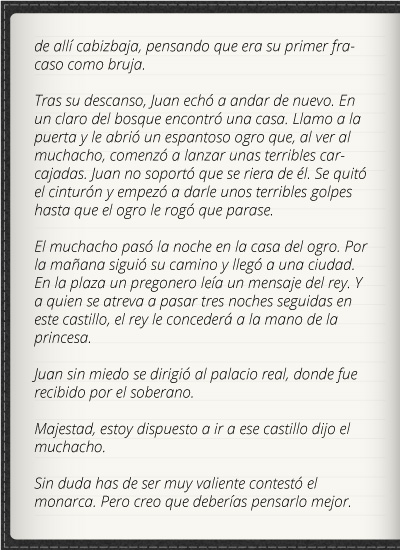 de allí cabizbaja, pensando que era su primer fra-
caso como bruja.
Tras su descanso, Juan echó a andar de nuevo. En
un claro del bosque encontró una casa. Llamo a la
puerta y le abrió un espantoso ogro que, al ver al
muchacho, comenzó a lanzar unas terribles car-
cajadas. Juan no soportó que se riera de él. Se quitó
el cinturón y empezó a darle unos terribles golpes
hasta que el ogro le rogó que parase.
El muchacho pasó la noche en la casa del ogro. Por
la mañana siguió su camino y llegó a una ciudad.
En la plaza un pregonero leía un mensaje del rey. Y
a quien se atreva a pasar tres noches seguidas en
este castillo, el rey le concederá a la mano de la
princesa.
Juan sin miedo se dirigió al palacio real, donde fue
recibido por el soberano.
Majestad, estoy dispuesto a ir a ese castillo dijo el
muchacho.
Sin duda has de ser muy valiente contestó el
monarca. Pero creo que deberías pensarlo mejor.